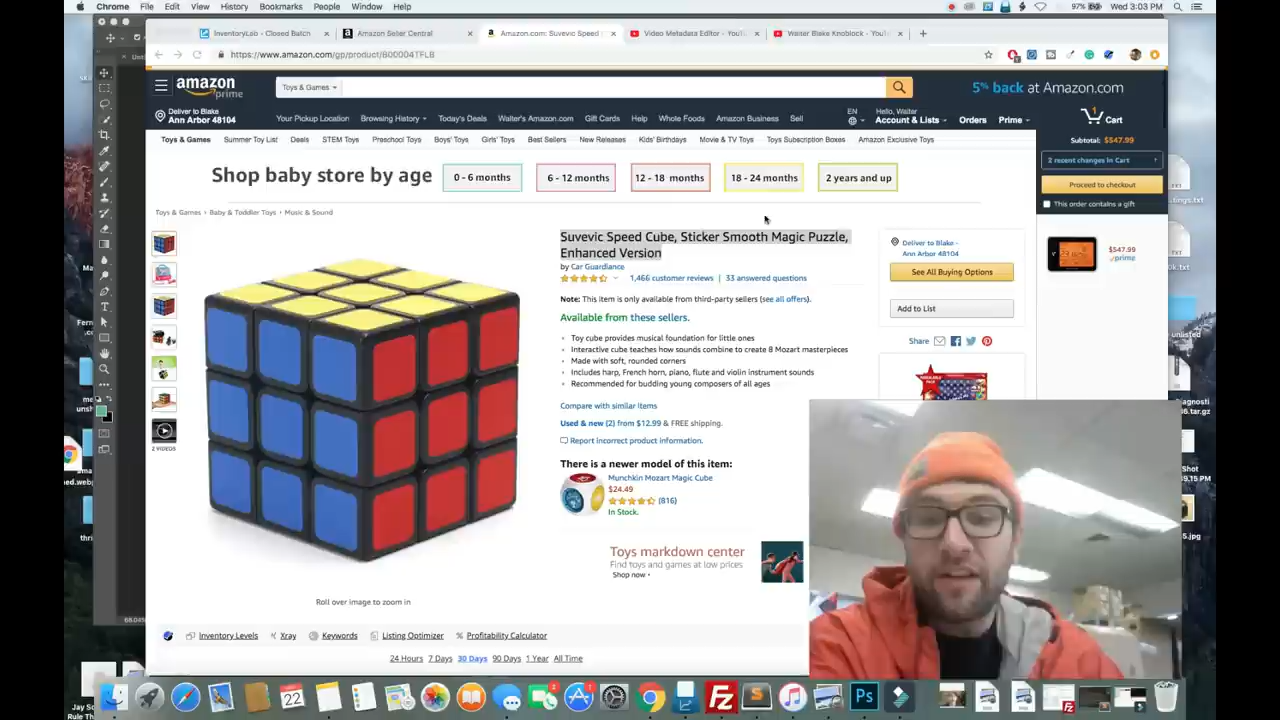 Chrome File Edit View History Bookmarks People Window Help
97% Wed 3:03 PM
InventoryLab - Closed Batch
Amazon Seller Central
Amazon.com: Suvevic Speed
Video Metadata Editor - YouT
Walter Blake Knoblock - YouT
https://www.amazon.com/gp/product/B00004TFLB
amazon prime
Toys & Games
5% back at Amazon.com
Deliver to Blake
Ann Arbor 48104
Your Pickup Location Browsing History Today's Deals Walter's Amazon.com Gift Cards Help Whole Foods Amazon Business Sell
EN
Hello, Walter
Account & Lists
Orders
Prime
1
Cart
Toys & Games Summer Toy List Deals STEM Toys Preschool Toys Boys' Toys Girls' Toys Best Sellers New Releases Kids' Birthdays Movie & TV Toys Toys Subscription Boxes Amazon Exclusive Toys
Subtotal: $547.99
2 recent changes in Cart
Proceed to checkout
This order contains a gift
$547.99
prime
Shop baby store by age
0 - 6 months
6 - 12 months
12 - 18 months
18 - 24 months
2 years and up
Toys & Games › Baby & Toddler Toys › Music & Sound
Suvevic Speed Cube, Sticker Smooth Magic Puzzle,
Enhanced Version
by Car Guardiance
1,466 customer reviews | 33 answered questions
Note: This item is only available from third-party sellers (see all offers).
Available from these sellers.
• Toy cube provides musical foundation for little ones
• Interactive cube teaches how sounds combine to create 8 Mozart masterpieces
• Made with soft, rounded corners
• Includes harp, French horn, piano, flute and violin instrument sounds
• Recommended for budding young composers of all ages
Compare with similar items
Used & new (2) from $12.99 & FREE shipping.
Report incorrect product information.
There is a newer model of this item:
Munchkin Mozart Magic Cube
$24.49
(816)
In Stock.
Toys markdown center
Find toys and games at low prices
Shop now
Deliver to Blake -
Ann Arbor 48104
See All Buying Options
Add to List
Share
2 VIDEOS
Roll over image to zoom in
Inventory Levels Xray Keywords Listing Optimizer Profitability Calculator
24 Hours 7 Days 30 Days 90 Days 1 Year All Time
22
Fz
Ps